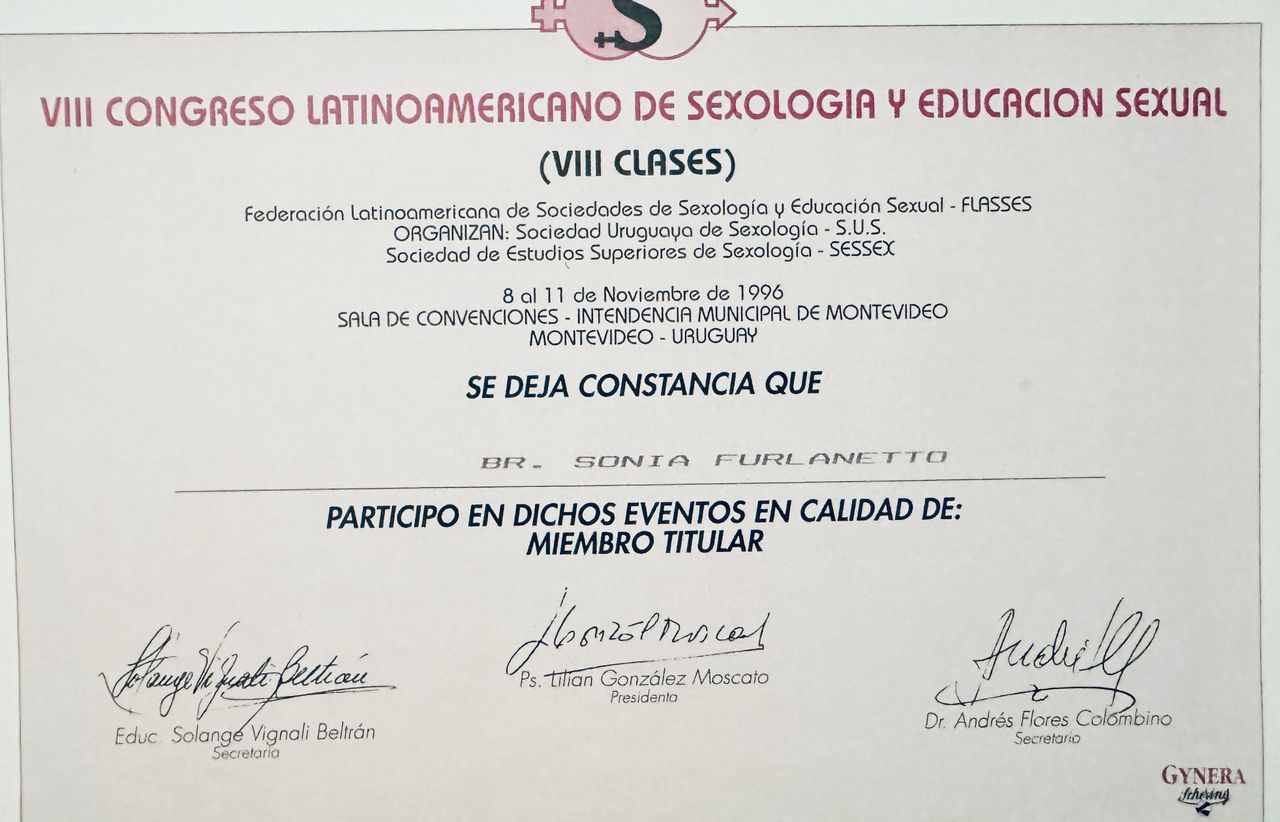 S
VIII CONGRESO LATINOAMERICANO DE SEXOLOGIA Y EDUCACION SEXUAL
(VIII CLASES)
Federación Latinoamericana de Sociedades de Sexología y Educación Sexual - FLASSES
ORGANIZAN: Sociedad Uruguaya de Sexología - S.U.S.
Sociedad de Estudios Superiores de Sexología - SESSEX
8 al 11 de Noviembre de 1996
SALA DE CONVENCIONES - INTENDENCIA MUNICIPAL DE MONTEVIDEO
MONTEVIDEO - URUGUAY
SE DEJA CONSTANCIA QUE
BR. SONIA FURLANETTO
PARTICIPO EN DICHOS EVENTOS EN CALIDAD DE:
MIEMBRO TITULAR
Solange Vignali Beltrán
Educ. Solange Vignali Beltrán
Secretaria
Ps. Lilian González Moscato
Presidenta
Dr. Andrés Flores Colombino
Secretario
GYNERA
Schering